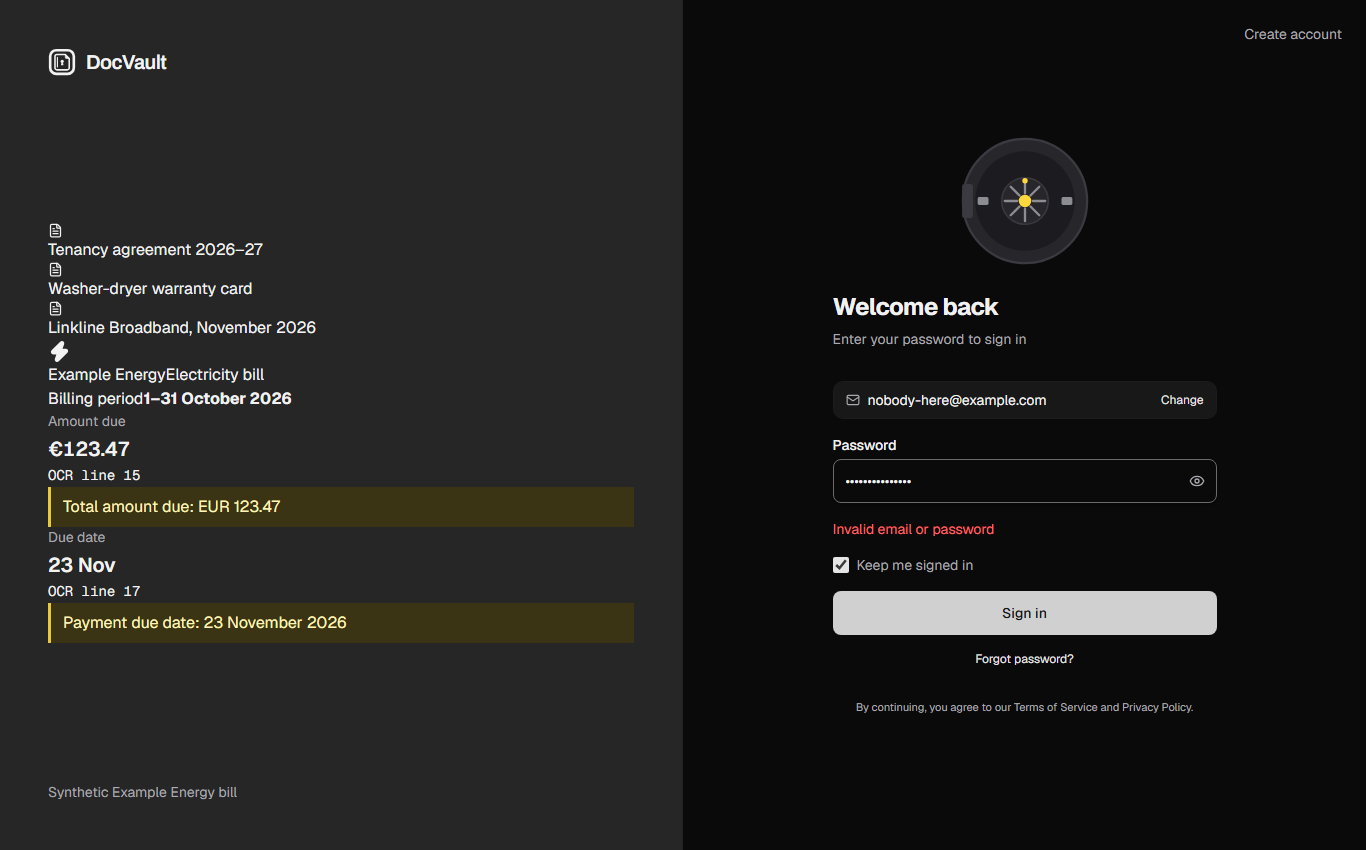 DocVault
Tenancy agreement 2026–27
Washer-dryer warranty card
Linkline Broadband, November 2026
Example EnergyElectricity bill
Billing period1–31 October 2026
Amount due
€123.47
OCR line 15
Total amount due: EUR 123.47
Due date
23 Nov
OCR line 17
Payment due date: 23 November 2026
Synthetic Example Energy bill
Create account
Welcome back
Enter your password to sign in
nobody-here@example.com
Change
Password
•••••••••••••••
Invalid email or password
Keep me signed in
Sign in
Forgot password?
By continuing, you agree to our Terms of Service and Privacy Policy.